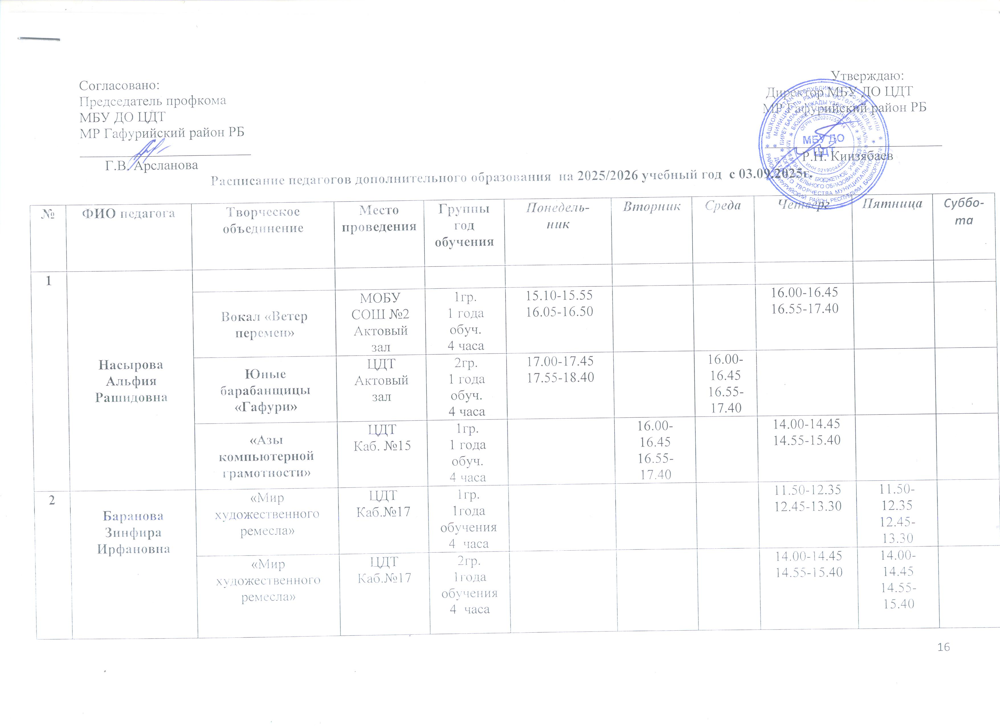 Согласовано:
Председатель профкома
МБУ ДО ЦДТ
МР Гафурийский район РБ
Г.В. Арсланова
Утверждаю:
Директор МБУ ДО ЦДТ
МР Гафурийский район РБ
Р.Н. Кинзябаев
МБУ ДО
ЦДТ
ИНН 0219004430
Расписание педагогов дополнительного образования на 2025/2026 учебный год с 03.09.2025г.
№
ФИО педагога
Творческое
объединение
Место
проведения
Группы
год
обучения
Понедель-
ник
Вторник
Среда
Четверг
Пятница
Суббо-
та
1
Насырова
Альфия
Рашидовна
Вокал «Ветер
перемен»
МОБУ
СОШ №2
Актовый
зал
1гр.
1 года
обуч.
4 часа
15.10-15.55
16.05-16.50
16.00-16.45
16.55-17.40
Юные
барабанщицы
«Гафури»
ЦДТ
Актовый
зал
2гр.
1 года
обуч.
4 часа
17.00-17.45
17.55-18.40
16.00-
16.45
16.55-
17.40
«Азы
компьютерной
грамотности»
ЦДТ
Каб. №15
1гр.
1 года
обуч.
4 часа
16.00-
16.45
16.55-
17.40
14.00-14.45
14.55-15.40
2
Баранова
Зинфира
Ирфановна
«Мир
художественного
ремесла»
ЦДТ
Каб.№17
1гр.
1года
обучения
4 часа
11.50-12.35
12.45-13.30
11.50-
12.35
12.45-
13.30
«Мир
художественного
ремесла»
ЦДТ
Каб.№17
2гр.
1года
обучения
4 часа
14.00-14.45
14.55-15.40
14.00-
14.45
14.55-
15.40
16